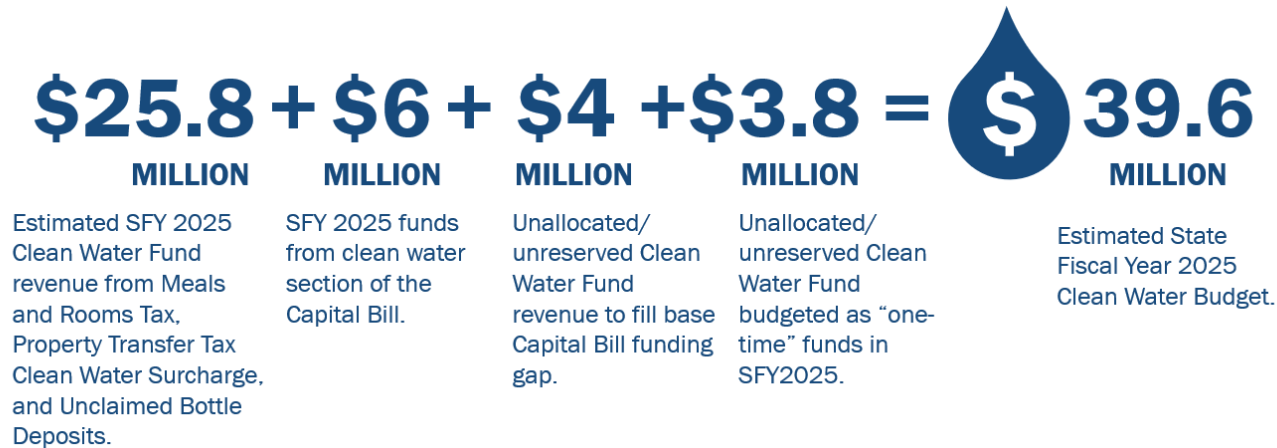 $25.8 + $6 + $4 + $3.8 = $ 39.6
MILLION MILLION MILLION MILLION MILLION
Estimated SFY 2025
Clean Water Fund
revenue from Meals
and Rooms Tax,
Property Transfer Tax
Clean Water Surcharge,
and Unclaimed Bottle
Deposits.
SFY 2025 funds
from clean water
section of the
Capital Bill.
Unallocated/
unreserved Clean
Water Fund
revenue to fill base
Capital Bill funding
gap.
Unallocated/
unreserved Clean
Water Fund
budgeted as “one-
time” funds in
SFY2025.
Estimated State
Fiscal Year 2025
Clean Water Budget.